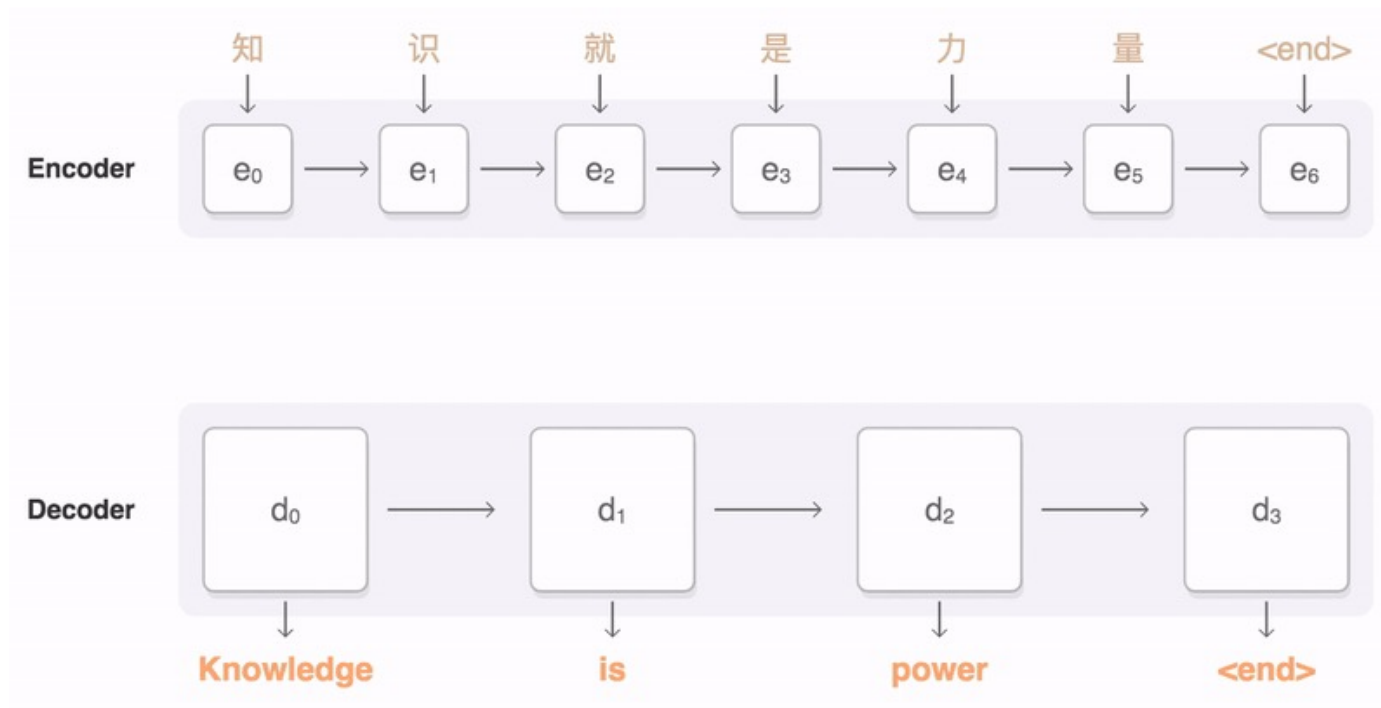 知 识 就 是 力 量 <end>
Encoder e₀ e₁ e₂ e₃ e₄ e₅ e₆
Decoder d₀ d₁ d₂ d₃
Knowledge is power <end>